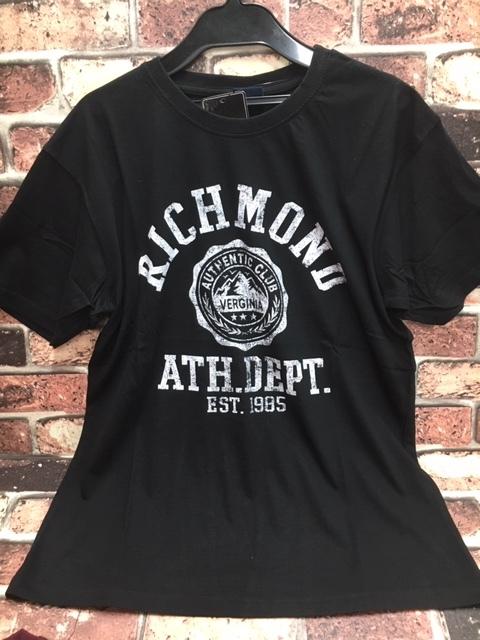 RICHMOND
AUTHENTIC CLUB
VERGINIA
ATH.DEPT.
EST. 1985